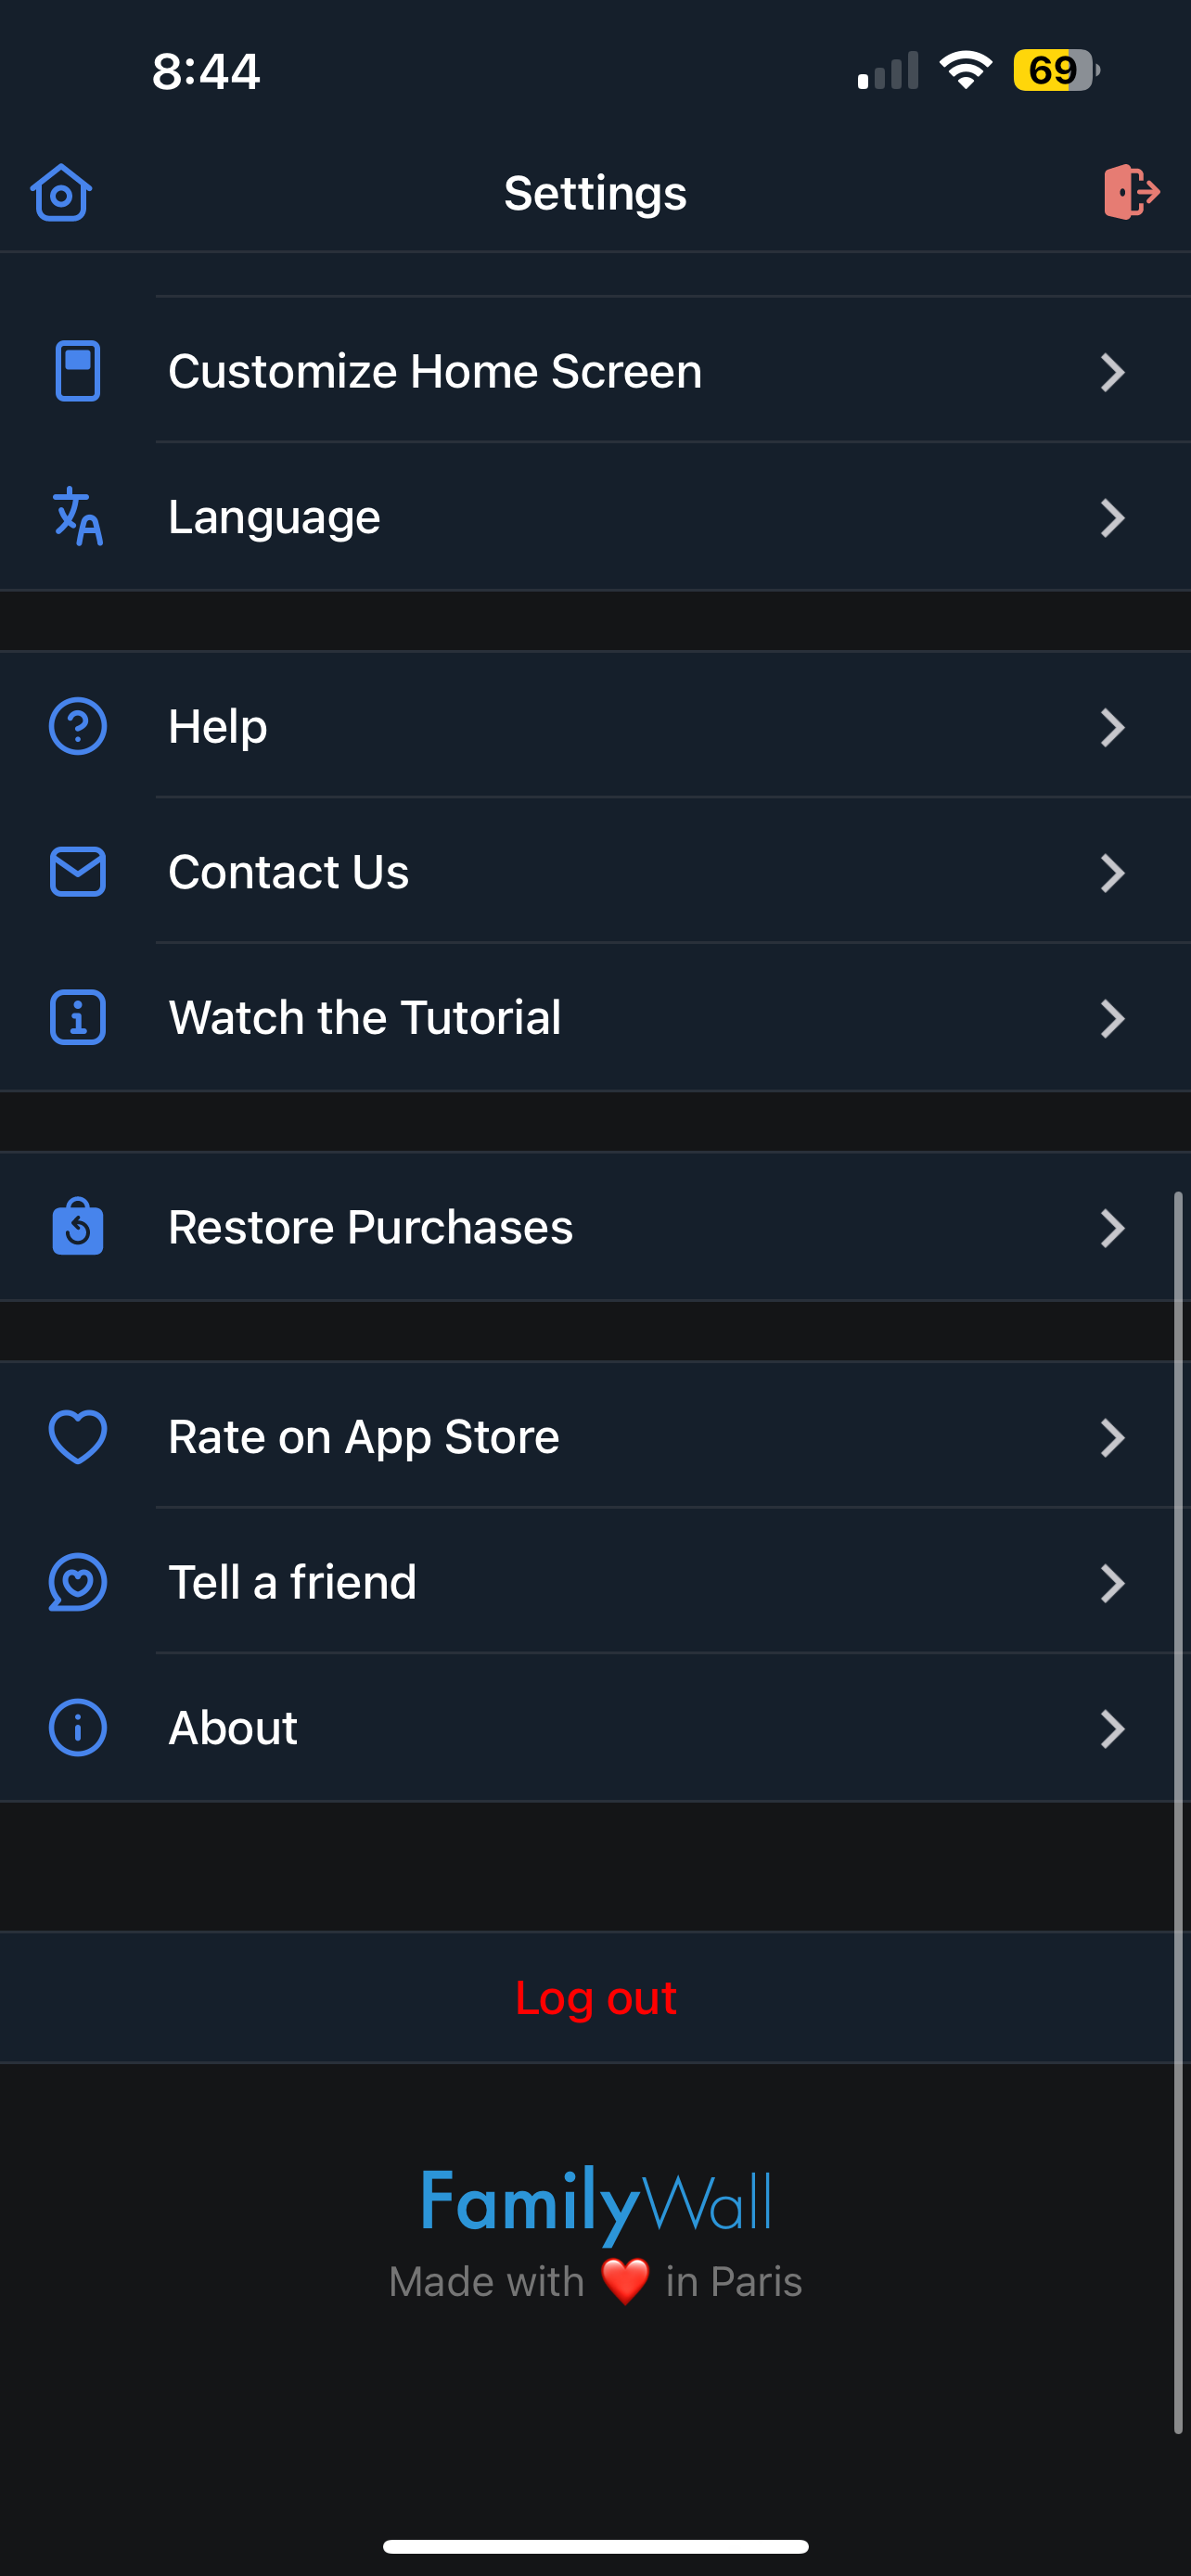 8:44
69
Settings
Customize Home Screen
Language
Help
Contact Us
Watch the Tutorial
Restore Purchases
Rate on App Store
Tell a friend
About
Log out
FamilyWall
Made with ❤️ in Paris